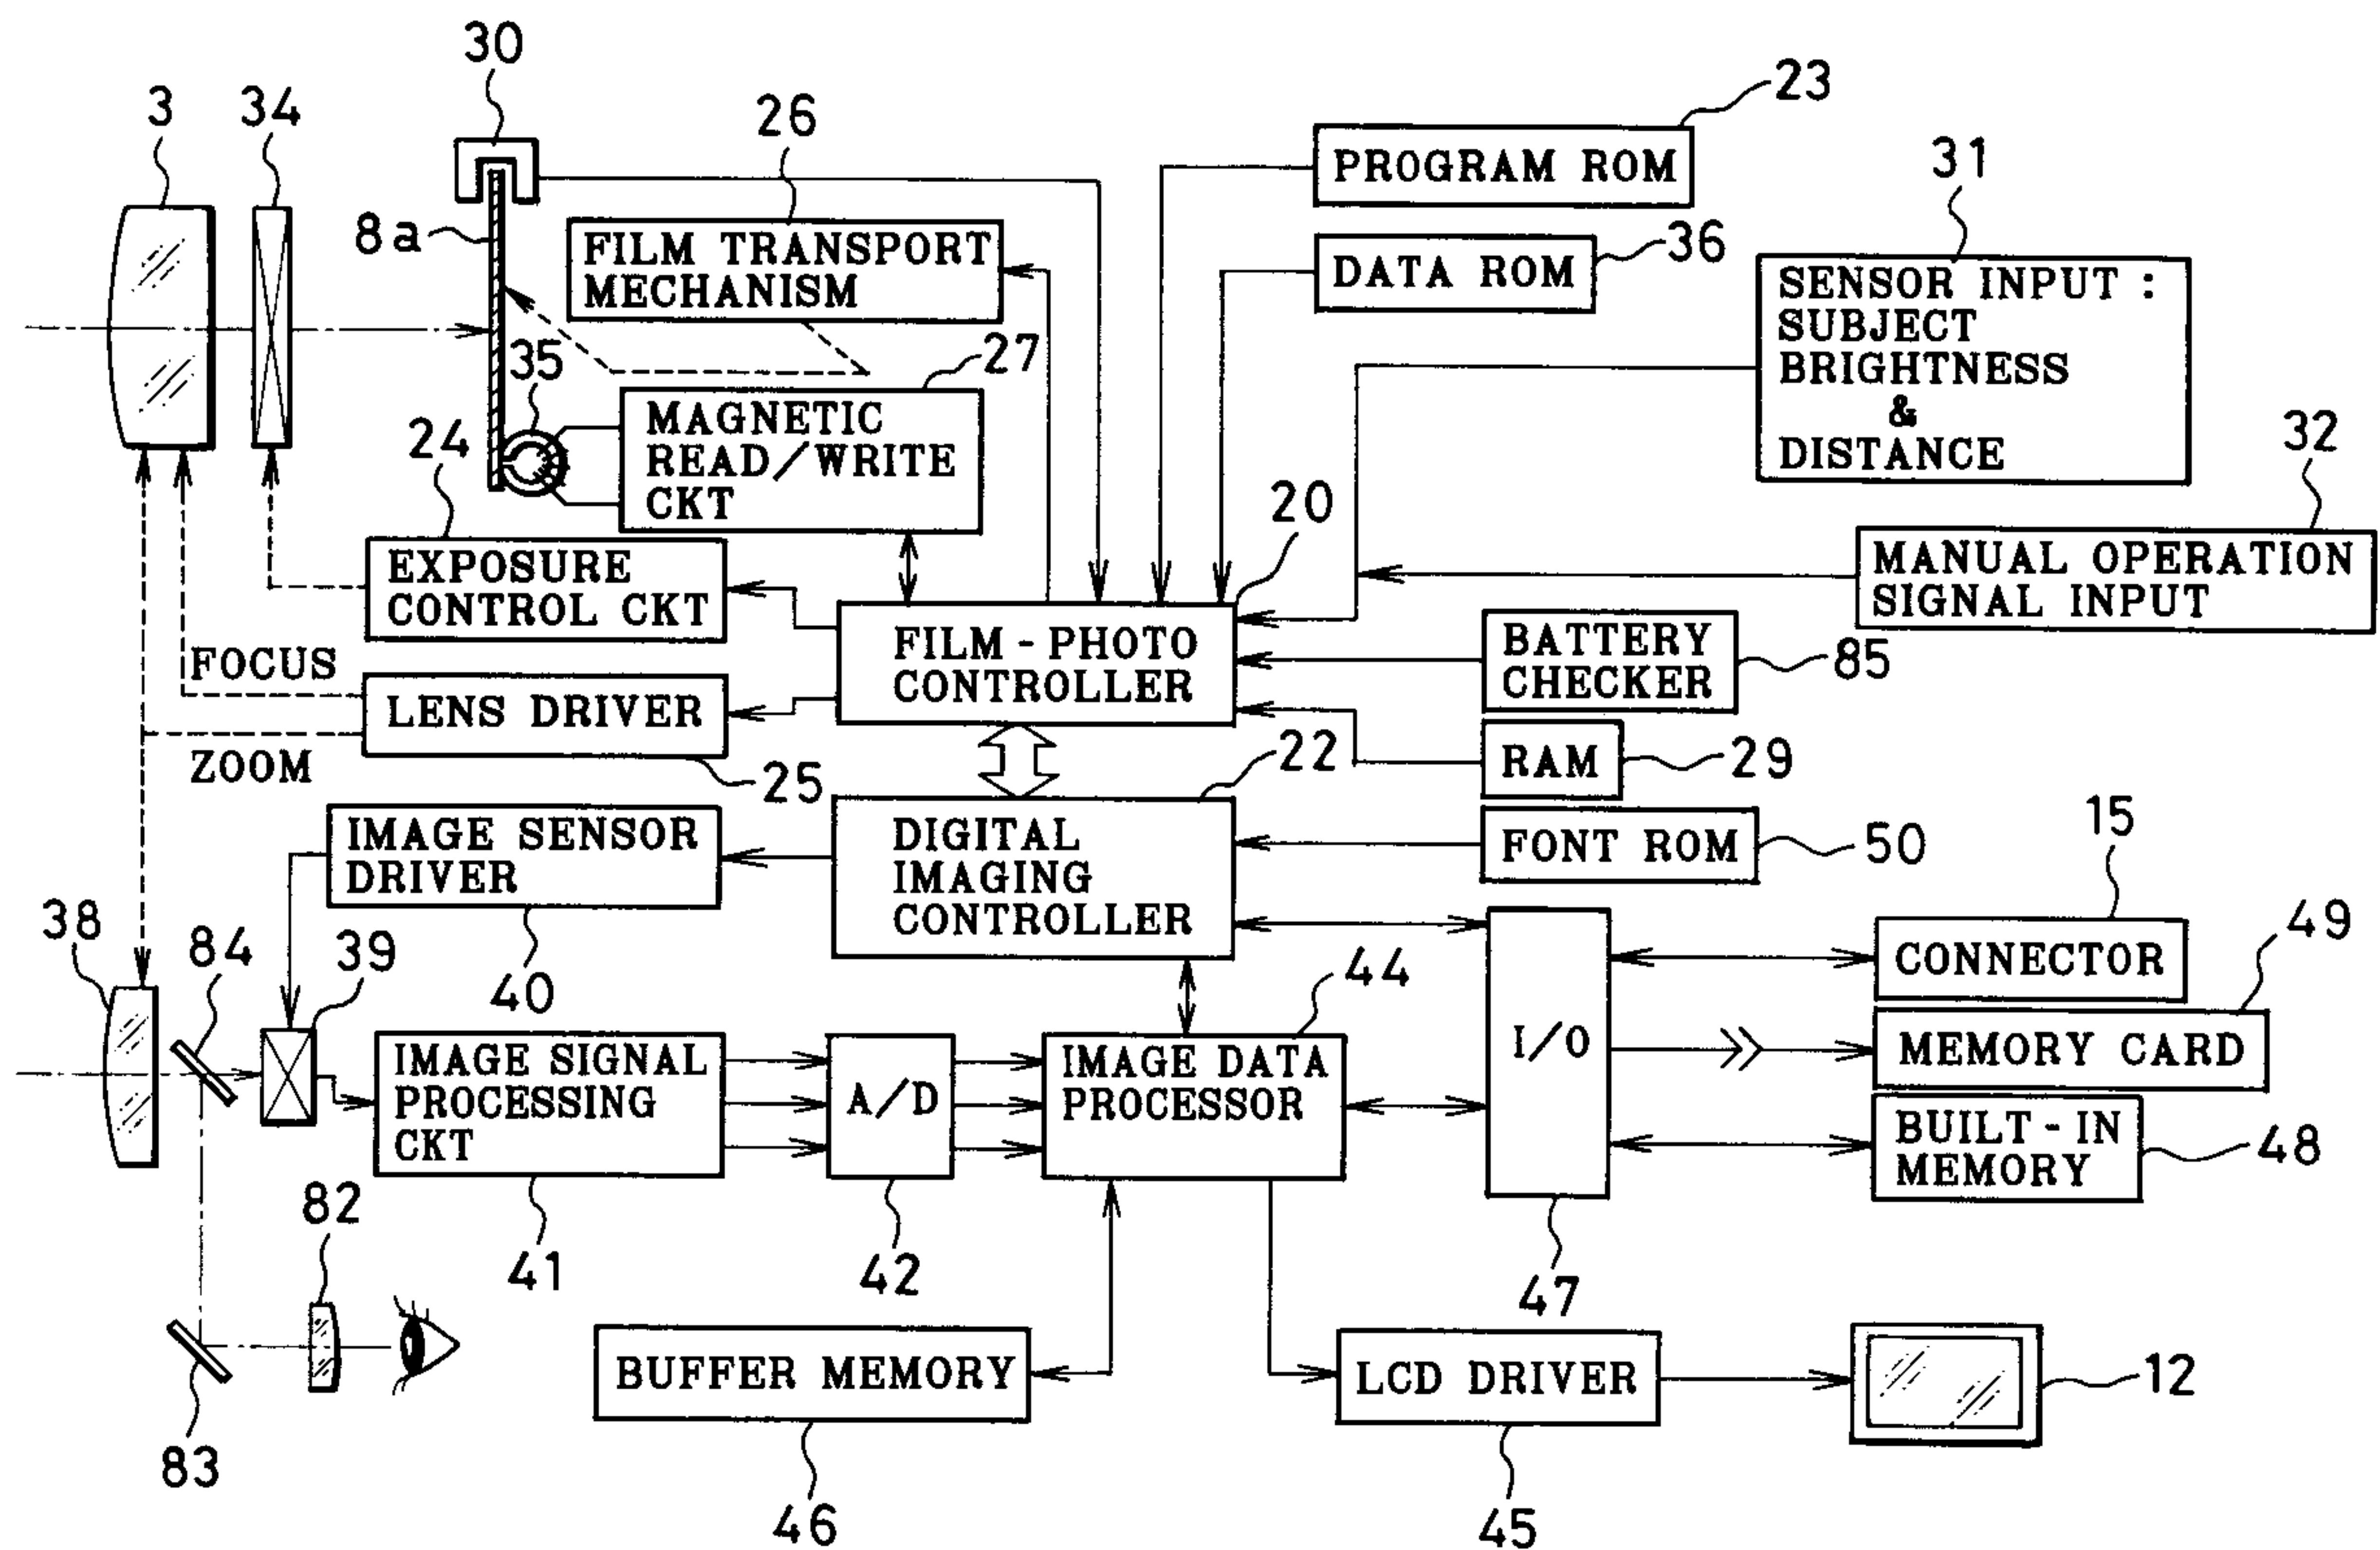 30
3
34
26
23
PROGRAM ROM
31
8a
FILM TRANSPORT
MECHANISM
36
DATA ROM
SENSOR INPUT :
SUBJECT
BRIGHTNESS
&
DISTANCE
35
27
MAGNETIC
READ/WRITE
CKT
24
32
20
EXPOSURE
CONTROL CKT
MANUAL OPERATION
SIGNAL INPUT
FILM-PHOTO
CONTROLLER
BATTERY
CHECKER
85
FOCUS
LENS DRIVER
ZOOM
25
22
RAM
29
IMAGE SENSOR
DRIVER
DIGITAL
IMAGING
CONTROLLER
FONT ROM
50
15
38
84
39
40
44
CONNECTOR
49
I/O
MEMORY CARD
IMAGE SIGNAL
PROCESSING
CKT
A/D
IMAGE DATA
PROCESSOR
BUILT-IN
MEMORY
48
82
41
42
47
BUFFER MEMORY
LCD DRIVER
12
83
46
45